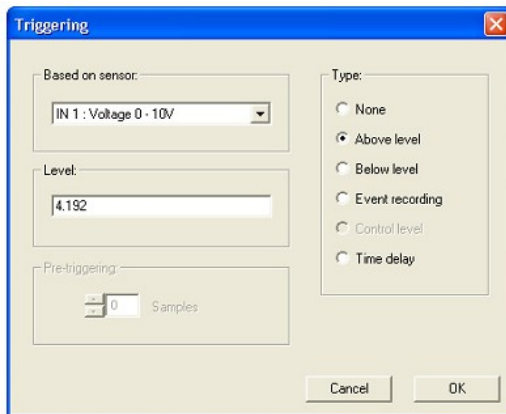 Triggering
Based on sensor:
IN 1 : Voltage 0 - 10V
Level:
4.192
Pre-triggering:
0 Samples
Type:
None
Above level
Below level
Event recording
Control level
Time delay
Cancel OK